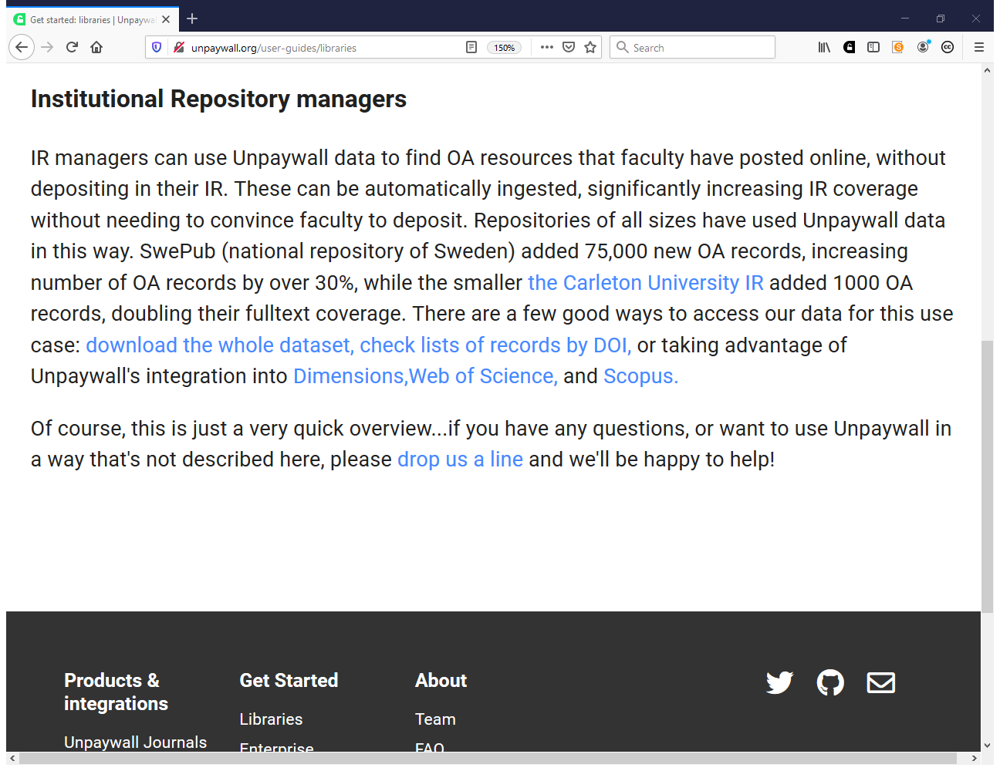 Get started: libraries | Unpaywa
unpaywall.org/user-guides/libraries
150%
Search
Institutional Repository managers
IR managers can use Unpaywall data to find OA resources that faculty have posted online, without
depositing in their IR. These can be automatically ingested, significantly increasing IR coverage
without needing to convince faculty to deposit. Repositories of all sizes have used Unpaywall data
in this way. SwePub (national repository of Sweden) added 75,000 new OA records, increasing
number of OA records by over 30%, while the smaller the Carleton University IR added 1000 OA
records, doubling their fulltext coverage. There are a few good ways to access our data for this use
case: download the whole dataset, check lists of records by DOI, or taking advantage of
Unpaywall's integration into Dimensions,Web of Science, and Scopus.
Of course, this is just a very quick overview...if you have any questions, or want to use Unpaywall in
a way that's not described here, please drop us a line and we'll be happy to help!
Products &
integrations
Unpaywall Journals
Get Started
Libraries
Enterprise
About
Team
FAQ